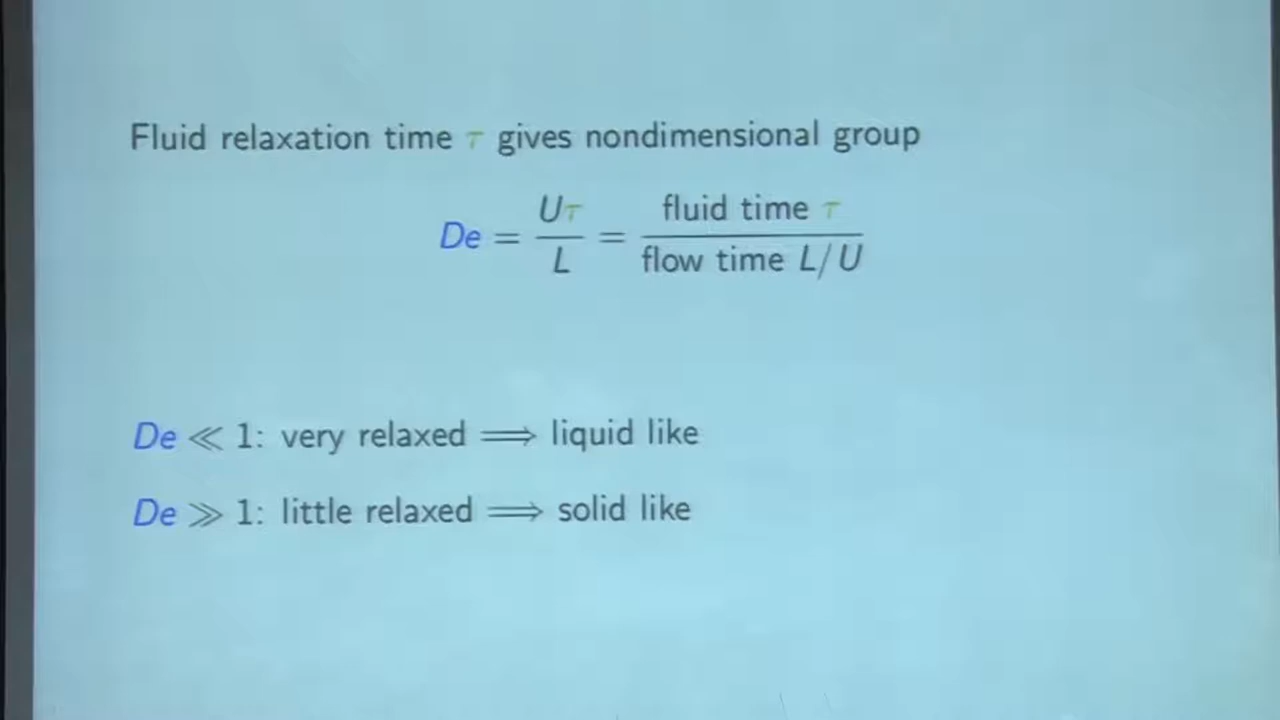 Fluid relaxation time τ gives nondimensional group
De = Uτ / L = fluid time τ / flow time L/U
De ≪ 1: very relaxed ⟹ liquid like
De ≫ 1: little relaxed ⟹ solid like